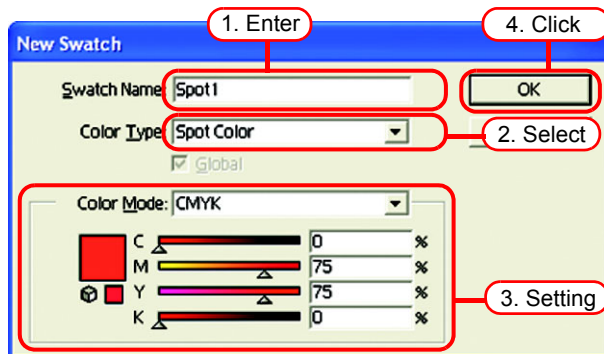 1. Enter
4. Click
New Swatch
Swatch Name: Spot1
OK
Color Type: Spot Color
2. Select
Global
Color Mode: CMYK
C 0 %
M 75 %
Y 75 %
K 0 %
3. Setting